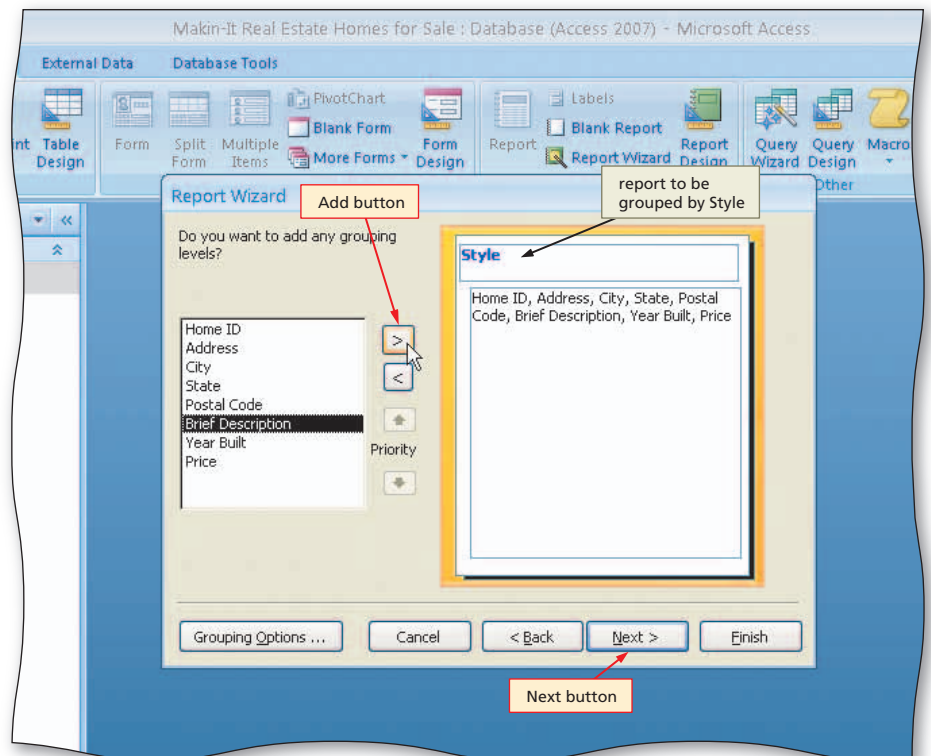 Makin-It Real Estate Homes for Sale : Database (Access 2007) - Microsoft Access
External Data Database Tools
Table Design
Form
Split Form
Multiple Items
PivotChart
Blank Form
More Forms
Form Design
Report
Labels
Blank Report
Report Wizard
Report Design
Query Wizard
Query Design
Macro
Other
Report Wizard
Add button
report to be
grouped by Style
Do you want to add any grouping
levels?
Style
Home ID, Address, City, State, Postal
Code, Brief Description, Year Built, Price
Home ID
Address
City
State
Postal Code
Brief Description
Year Built
Price
>
<
Priority
Grouping Options ...
Cancel
< Back
Next >
Finish
Next button